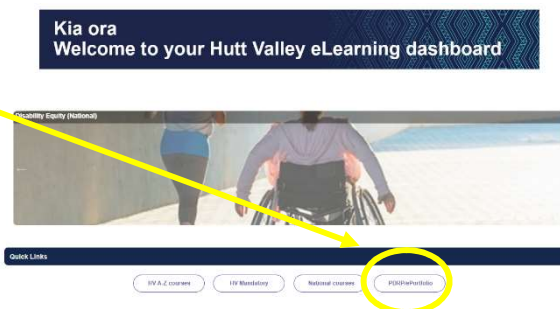 Kia ora
Welcome to your Hutt Valley eLearning dashboard
Disability Equity (National)
Quick Links
HV A-Z courses
HV Mandatory
National courses
PDRPrePortfolio